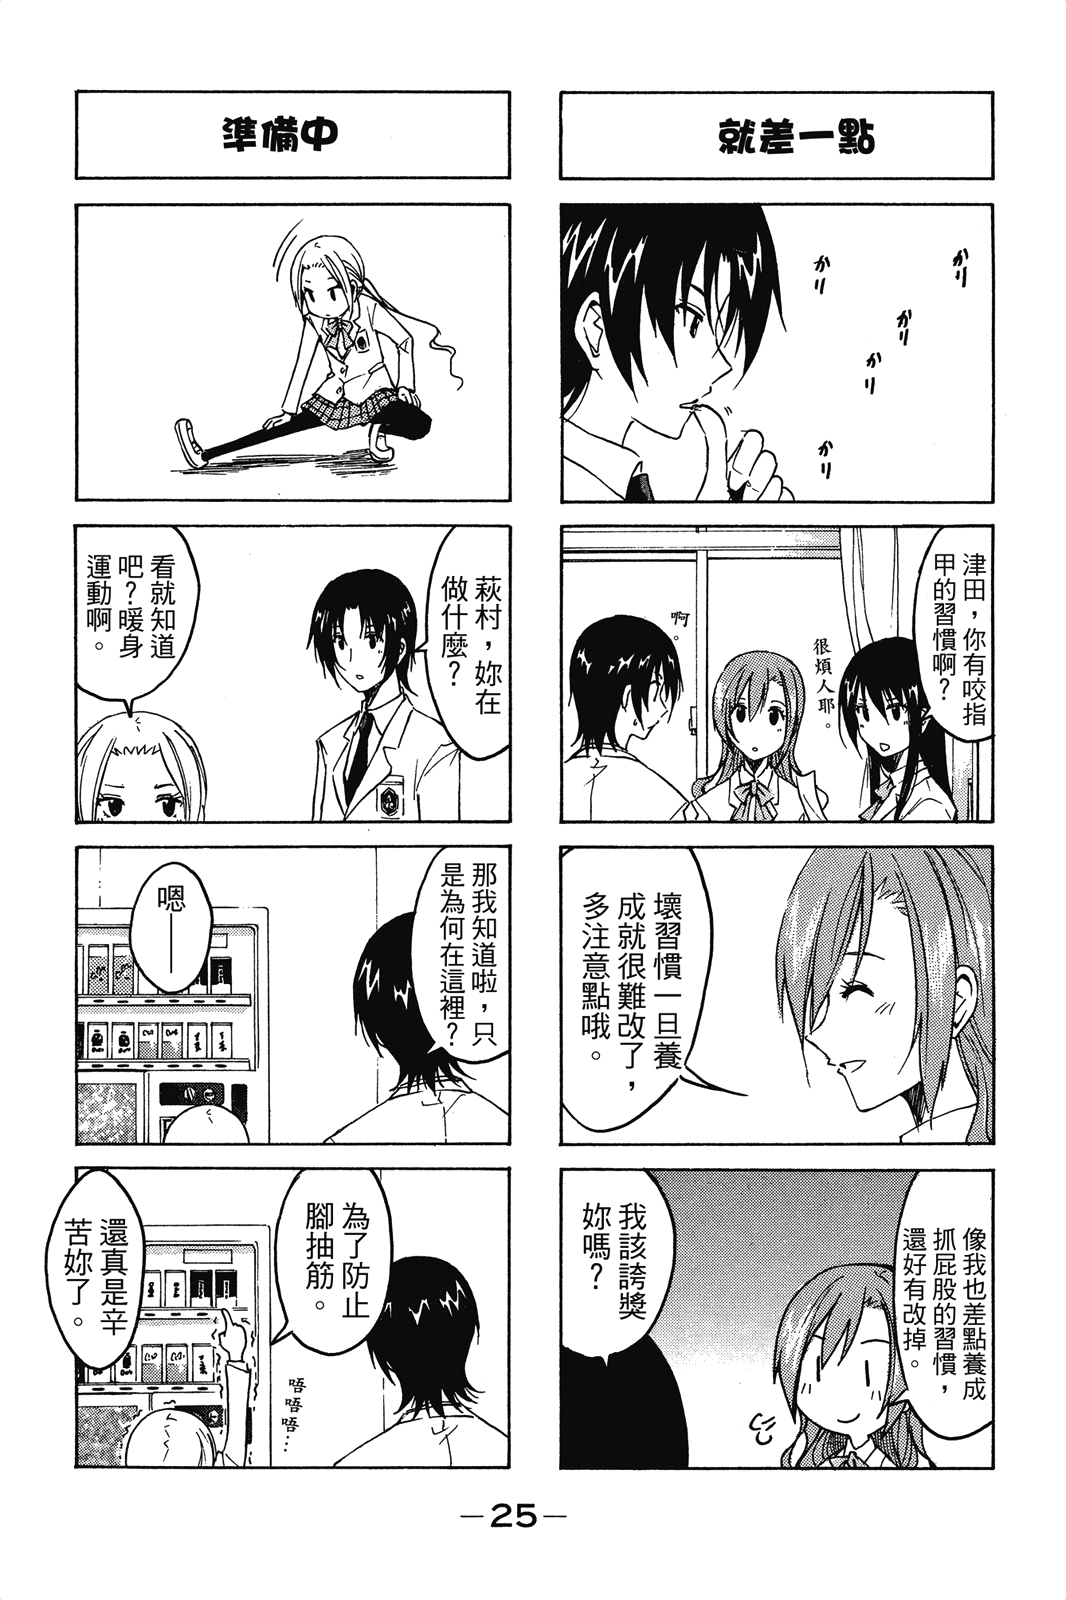 就差一點
かり
かり
かり
かり
津田，你有咬指
甲的習慣啊？
很煩人耶。
啊。
壞習慣一旦養
成就很難改了，
多注意點哦。
像我也差點養成
抓屁股的習慣，
還好有改掉。
我該誇獎
妳嗎？
準備中
萩村，妳在
做什麼？
看就知道
吧？暖身
運動啊。
那我知道啦，只
是為何在這裡？
嗯——
為了防止
腳抽筋。
唔唔唔…
還真是辛
苦妳了。
—25—